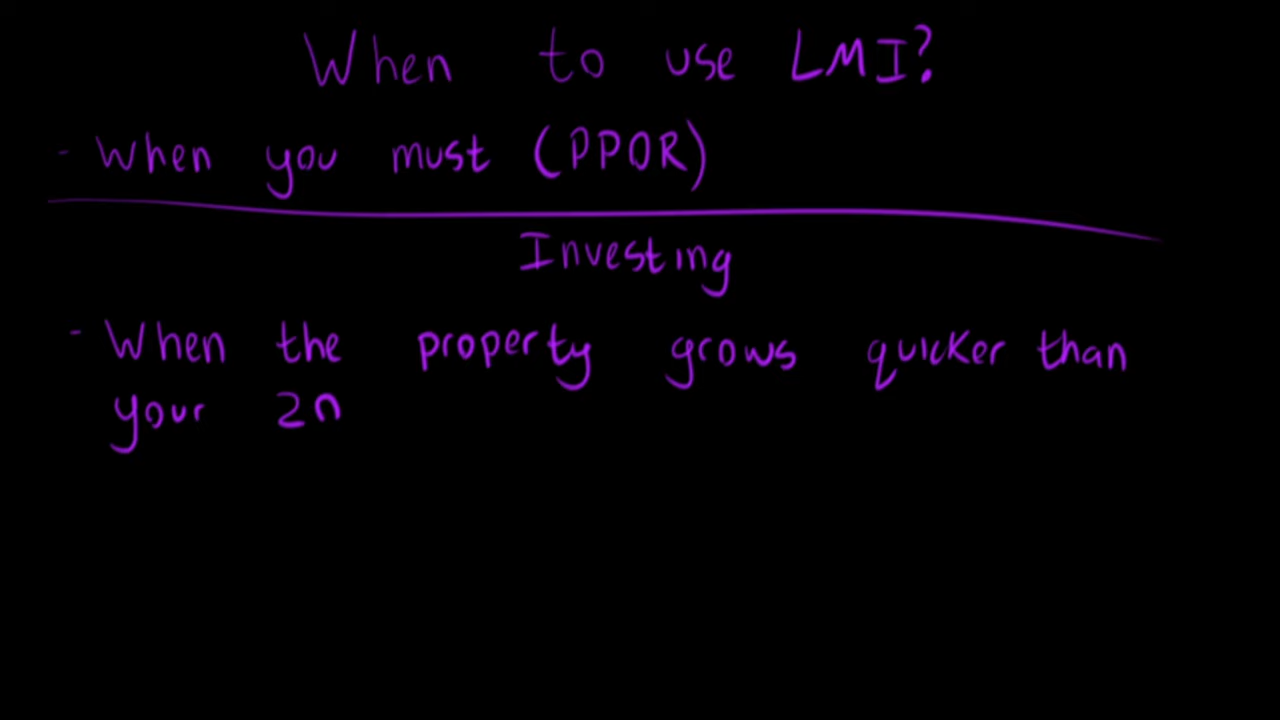 When to use LMI?
- When you must (PPOR)
Investing
- When the property grows quicker than
your 2n